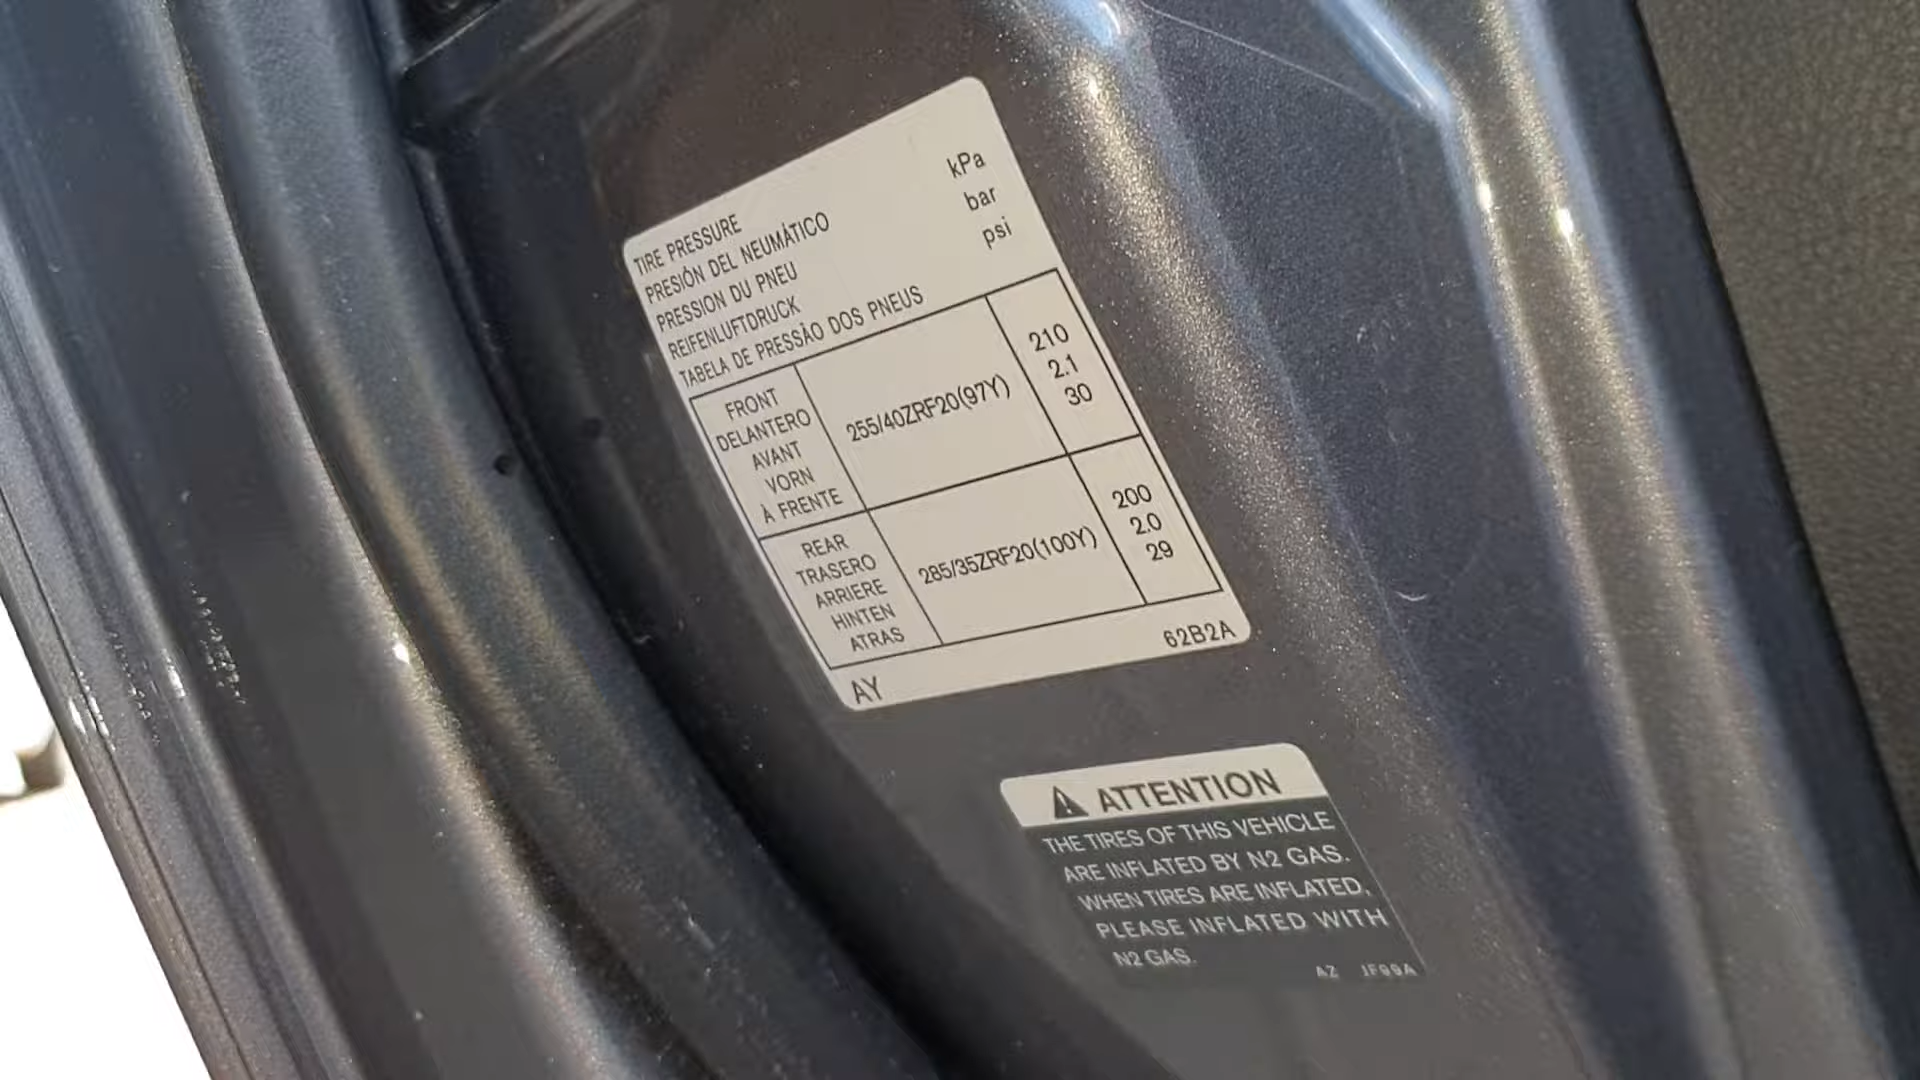 TIRE PRESSURE
PRESIÓN DEL NEUMÁTICO
PRESSION DU PNEU
REIFENLUFTDRUCK
TABELA DE PRESSÃO DOS PNEUS
kPa
bar
psi
FRONT
DELANTERO
AVANT
VORN
À FRENTE
255/40ZRF20(97Y)
210
2.1
30
REAR
TRASERO
ARRIERE
HINTEN
ATRAS
285/35ZRF20(100Y)
200
2.0
29
AY 62B2A
ATTENTION
THE TIRES OF THIS VEHICLE
ARE INFLATED BY N2 GAS.
WHEN TIRES ARE INFLATED,
PLEASE INFLATED WITH
N2 GAS.
AZ JF99A